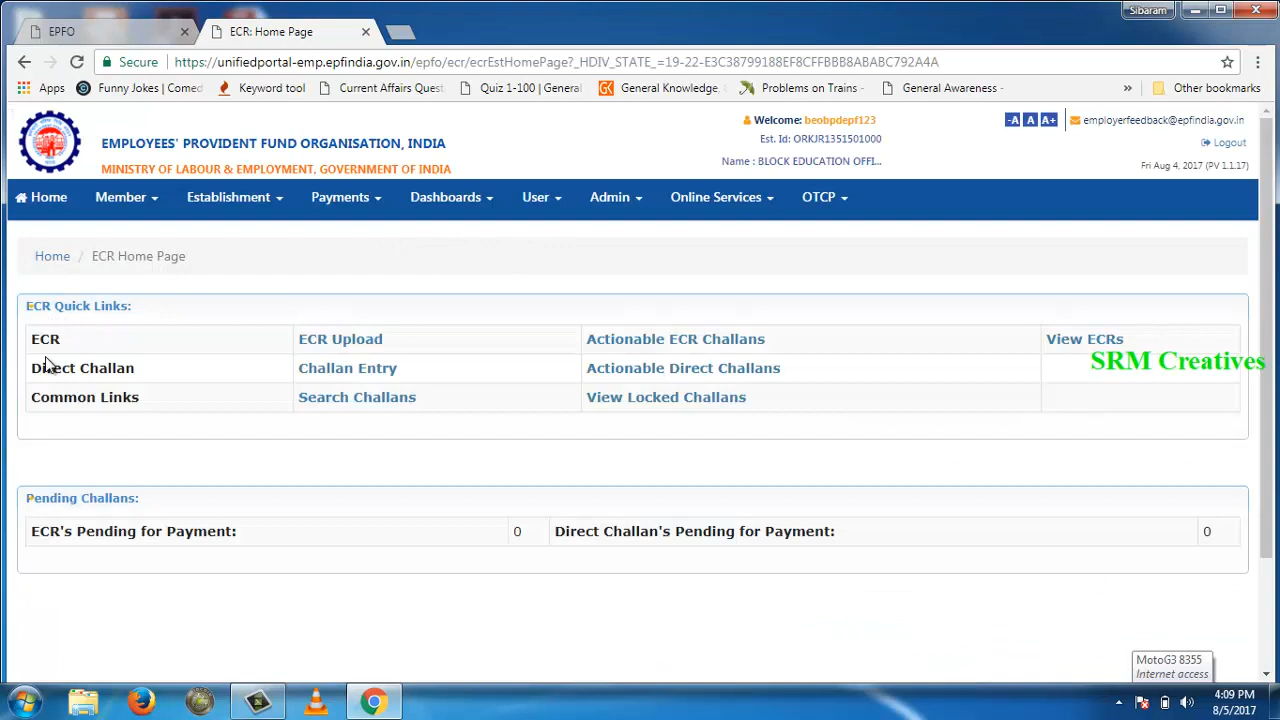 Sibaram
EPFO
ECR: Home Page
Secure
https://unifiedportal-emp.epfindia.gov.in/epfo/ecr/ecrEstHomePage?_HDIV_STATE_=19-22-E3C38799188EF8CFFBBB8ABABC792A4A
Apps
Funny Jokes | Comed
Keyword tool
Current Affairs Ques
Quiz 1-100 | General
General Knowledge,
Problems on Trains -
General Awareness -
»
Other bookmarks
EMPLOYEES' PROVIDENT FUND ORGANISATION, INDIA
MINISTRY OF LABOUR & EMPLOYMENT, GOVERNMENT OF INDIA
Welcome: beobpdepf123
Est. Id: ORKJR1351501000
Name : BLOCK EDUCATION OFFI...
-A A A+
employerfeedback@epfindia.gov.in
Logout
Fri Aug 4, 2017 (PV 1.1.17)
Home Member Establishment Payments Dashboards User Admin Online Services OTCP
Home / ECR Home Page
ECR Quick Links:
ECR ECR Upload Actionable ECR Challans View ECRs
Direct Challan Challan Entry Actionable Direct Challans
SRM Creatives
Common Links Search Challans View Locked Challans
Pending Challans:
ECR's Pending for Payment: 0 Direct Challan's Pending for Payment: 0
MotoG3 8355
Internet access
4:09 PM
8/5/2017